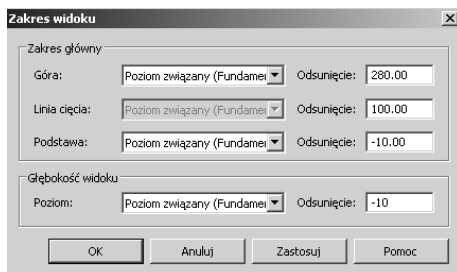 Zakres widoku
Zakres główny
Góra: Poziom związany (Fundamer Odsunięcie: 280.00
Linia cięcia: Poziom związany (Fundamer Odsunięcie: 100.00
Podstawa: Poziom związany (Fundamer Odsunięcie: -10.00
Głębokość widoku
Poziom: Poziom związany (Fundamer Odsunięcie: -10
OK Anuluj Zastosuj Pomoc